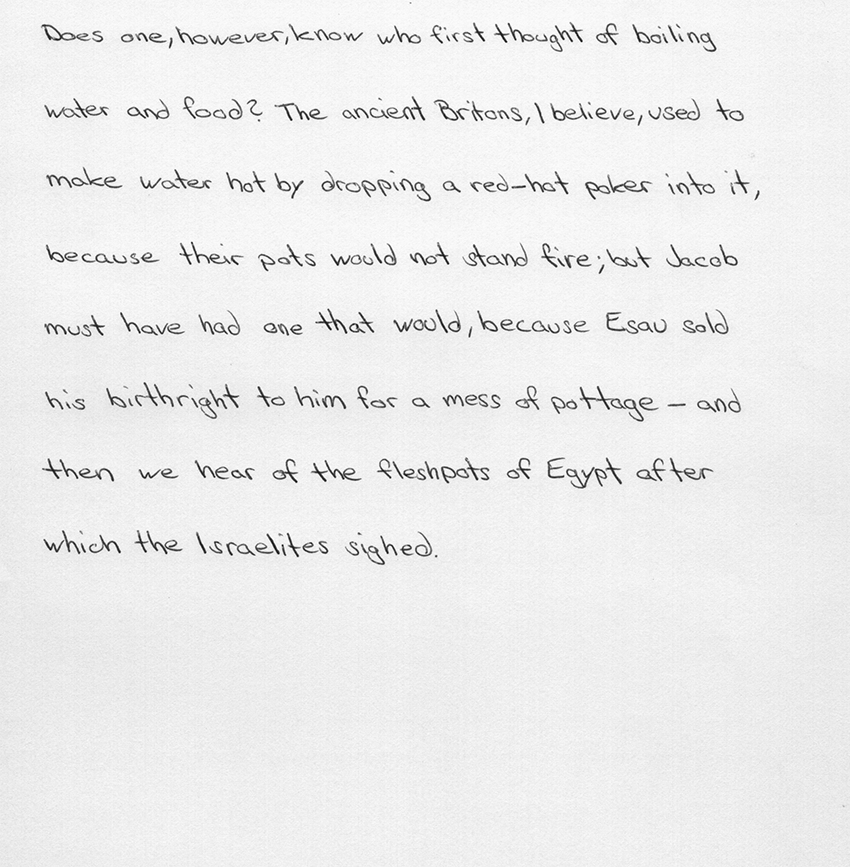 Does one, however, know who first thought of boiling
water and food? The ancient Britons, I believe, used to
make water hot by dropping a red-hot poker into it,
because their pots would not stand fire; but Jacob
must have had one that would, because Esau sold
his birthright to him for a mess of pottage - and
then we hear of the fleshpots of Egypt after
which the Israelites sighed.